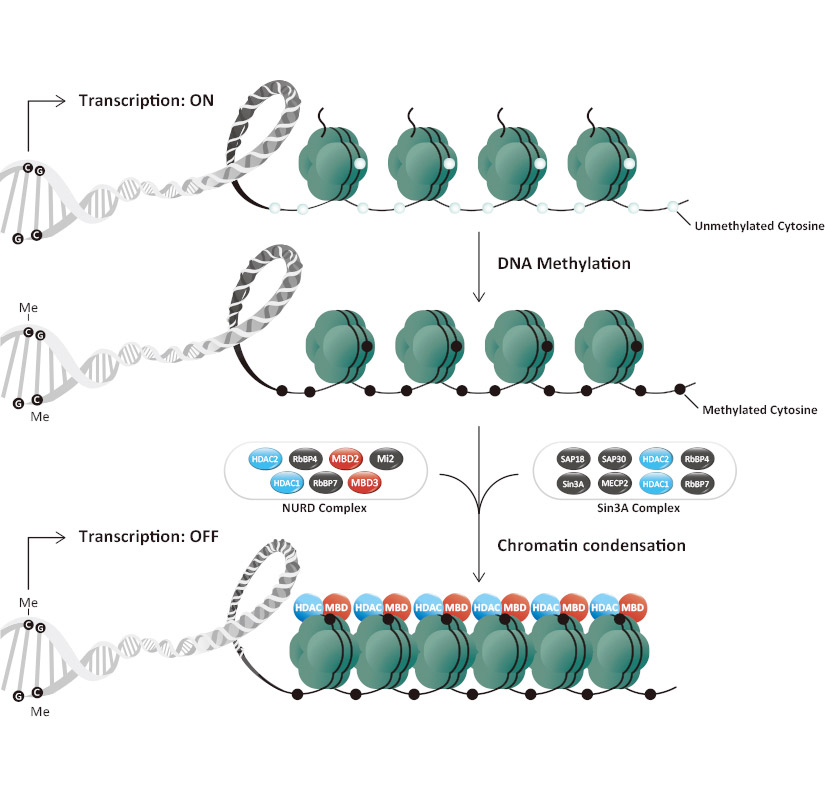 Transcription: ON
C G
G C
Unmethylated Cytosine
DNA Methylation
Me
C G
G C
Me
Methylated Cytosine
HDAC2 RbBP4 MBD2 Mi2
HDAC1 RbBP7 MBD3
NURD Complex
SAP18 SAP30 HDAC2 RbBP4
Sin3A MECP2 HDAC1 RbBP7
Sin3A Complex
Transcription: OFF
Chromatin condensation
Me
C G
G C
Me
HDAC MBD HDAC MBD HDAC MBD HDAC MBD HDAC MBD HDAC MBD